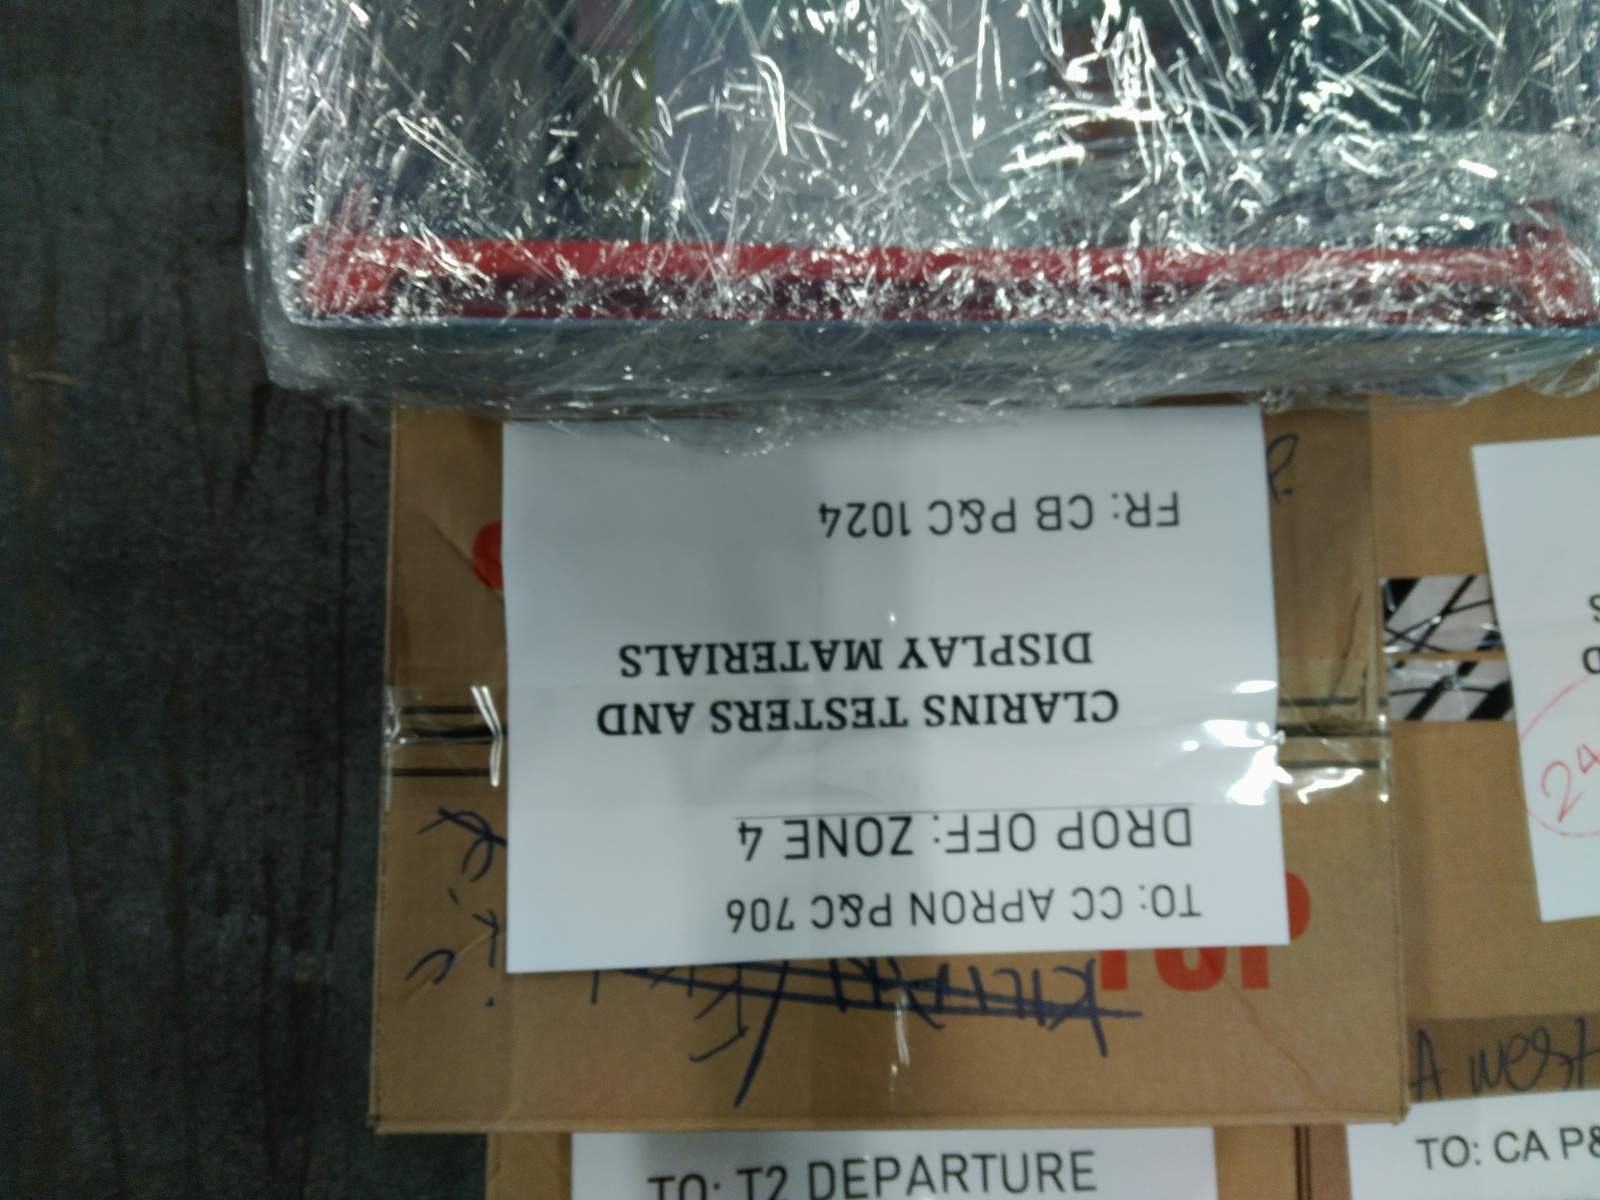 TO: CC APRON P&C 706
DROP OFF: ZONE 4
CLARINS TESTERS AND
DISPLAY MATERIALS
FR: CB P&C 1024
24
A west
TO: T2 DEPARTURE
TO: CA P&